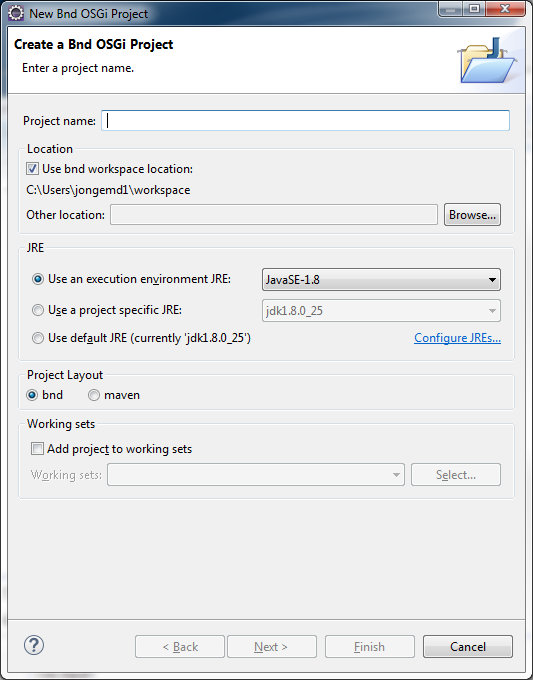 New Bnd OSGi Project
Create a Bnd OSGi Project
Enter a project name.
Project name:
Location
Use bnd workspace location:
C:\Users\jongemd1\workspace
Other location: Browse...
JRE
Use an execution environment JRE: JavaSE-1.8
Use a project specific JRE: jdk1.8.0_25
Use default JRE (currently 'jdk1.8.0_25') Configure JREs...
Project Layout
bnd maven
Working sets
Add project to working sets
Working sets: Select...
? < Back Next > Finish Cancel